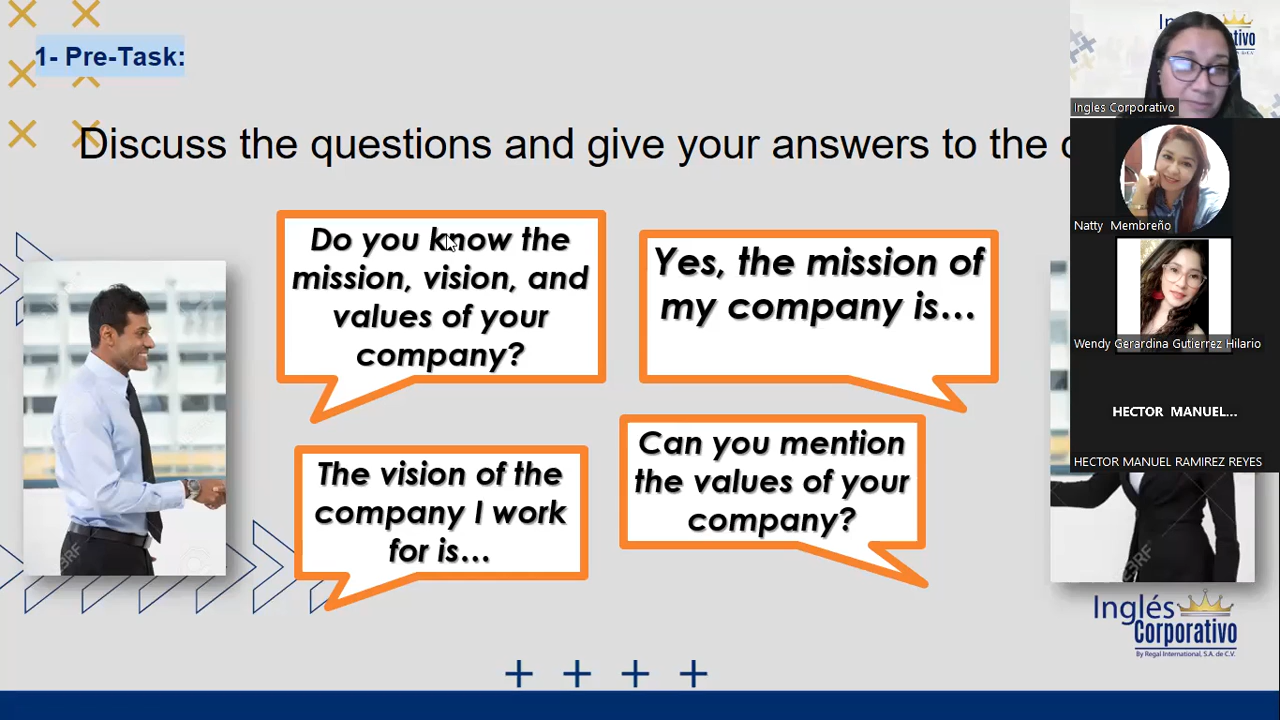 1- Pre-Task:
Discuss the questions and give your answers to the
Do you know the
mission, vision, and
values of your
company?
Yes, the mission of
my company is...
The vision of the
company I work
for is...
Can you mention
the values of your
company?
Ingles Corporativo
Natty Membreño
Wendy Gerardina Gutierrez Hilario
HECTOR MANUEL...
HECTOR MANUEL RAMIREZ REYES
Inglés
Corporativo
By Regal International, S.A. de C.V.